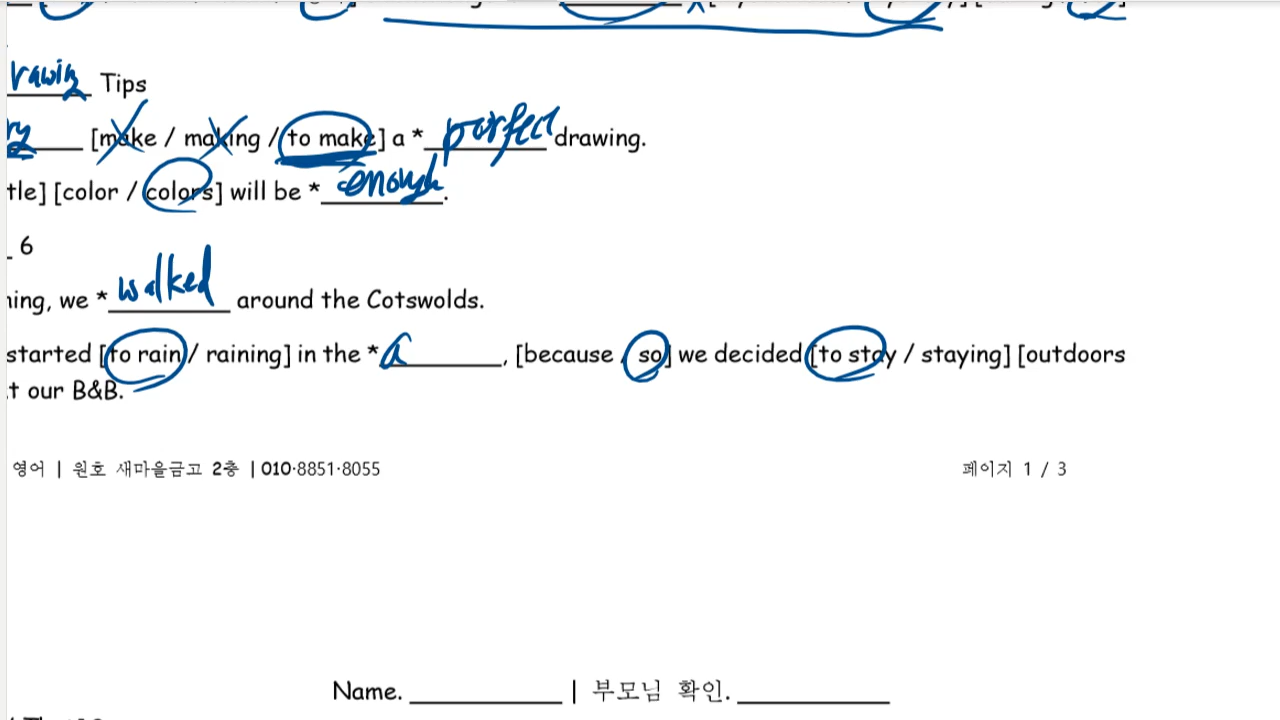 rawing Tips
[make / making / to make] a * perfect drawing.
tle] [color / colors] will be * enough.
_ 6
ning, we * walked around the Cotswolds.
started [to rain / raining] in the * a________, [because / so] we decided [to stay / staying] [outdoors
t our B&B.
영어 | 원호 새마을금고 2층 | 010·8851·8055
페이지 1 / 3
Name. ____________ | 부모님 확인. ____________